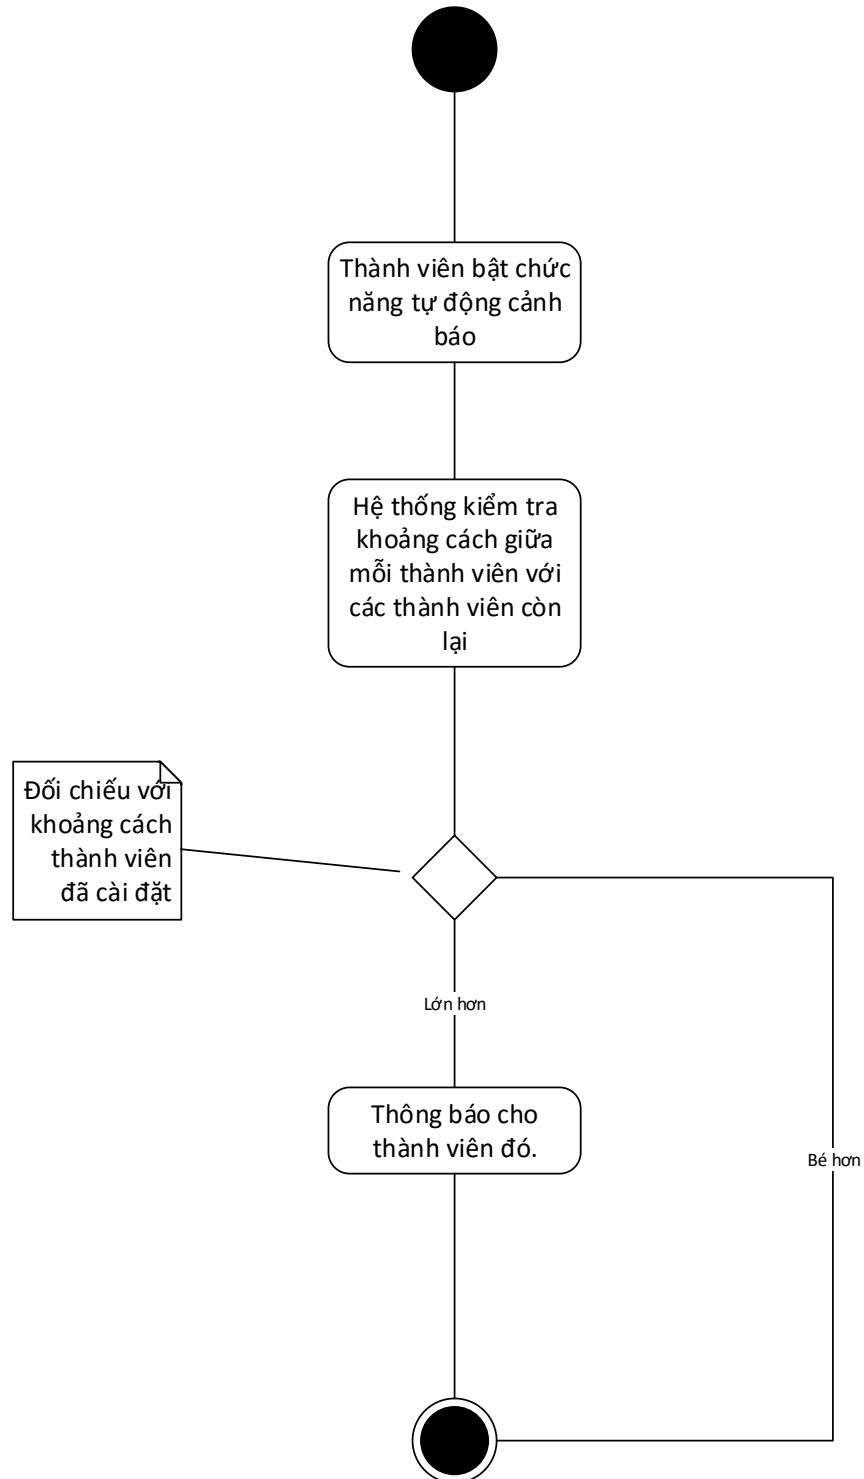 Thành viên bật chức
năng tự động cảnh
báo
Hệ thống kiểm tra
khoảng cách giữa
mỗi thành viên với
các thành viên còn
lại
Đối chiếu với
khoảng cách
thành viên
đã cài đặt
Lớn hơn
Thông báo cho
thành viên đó.
Bé hơn